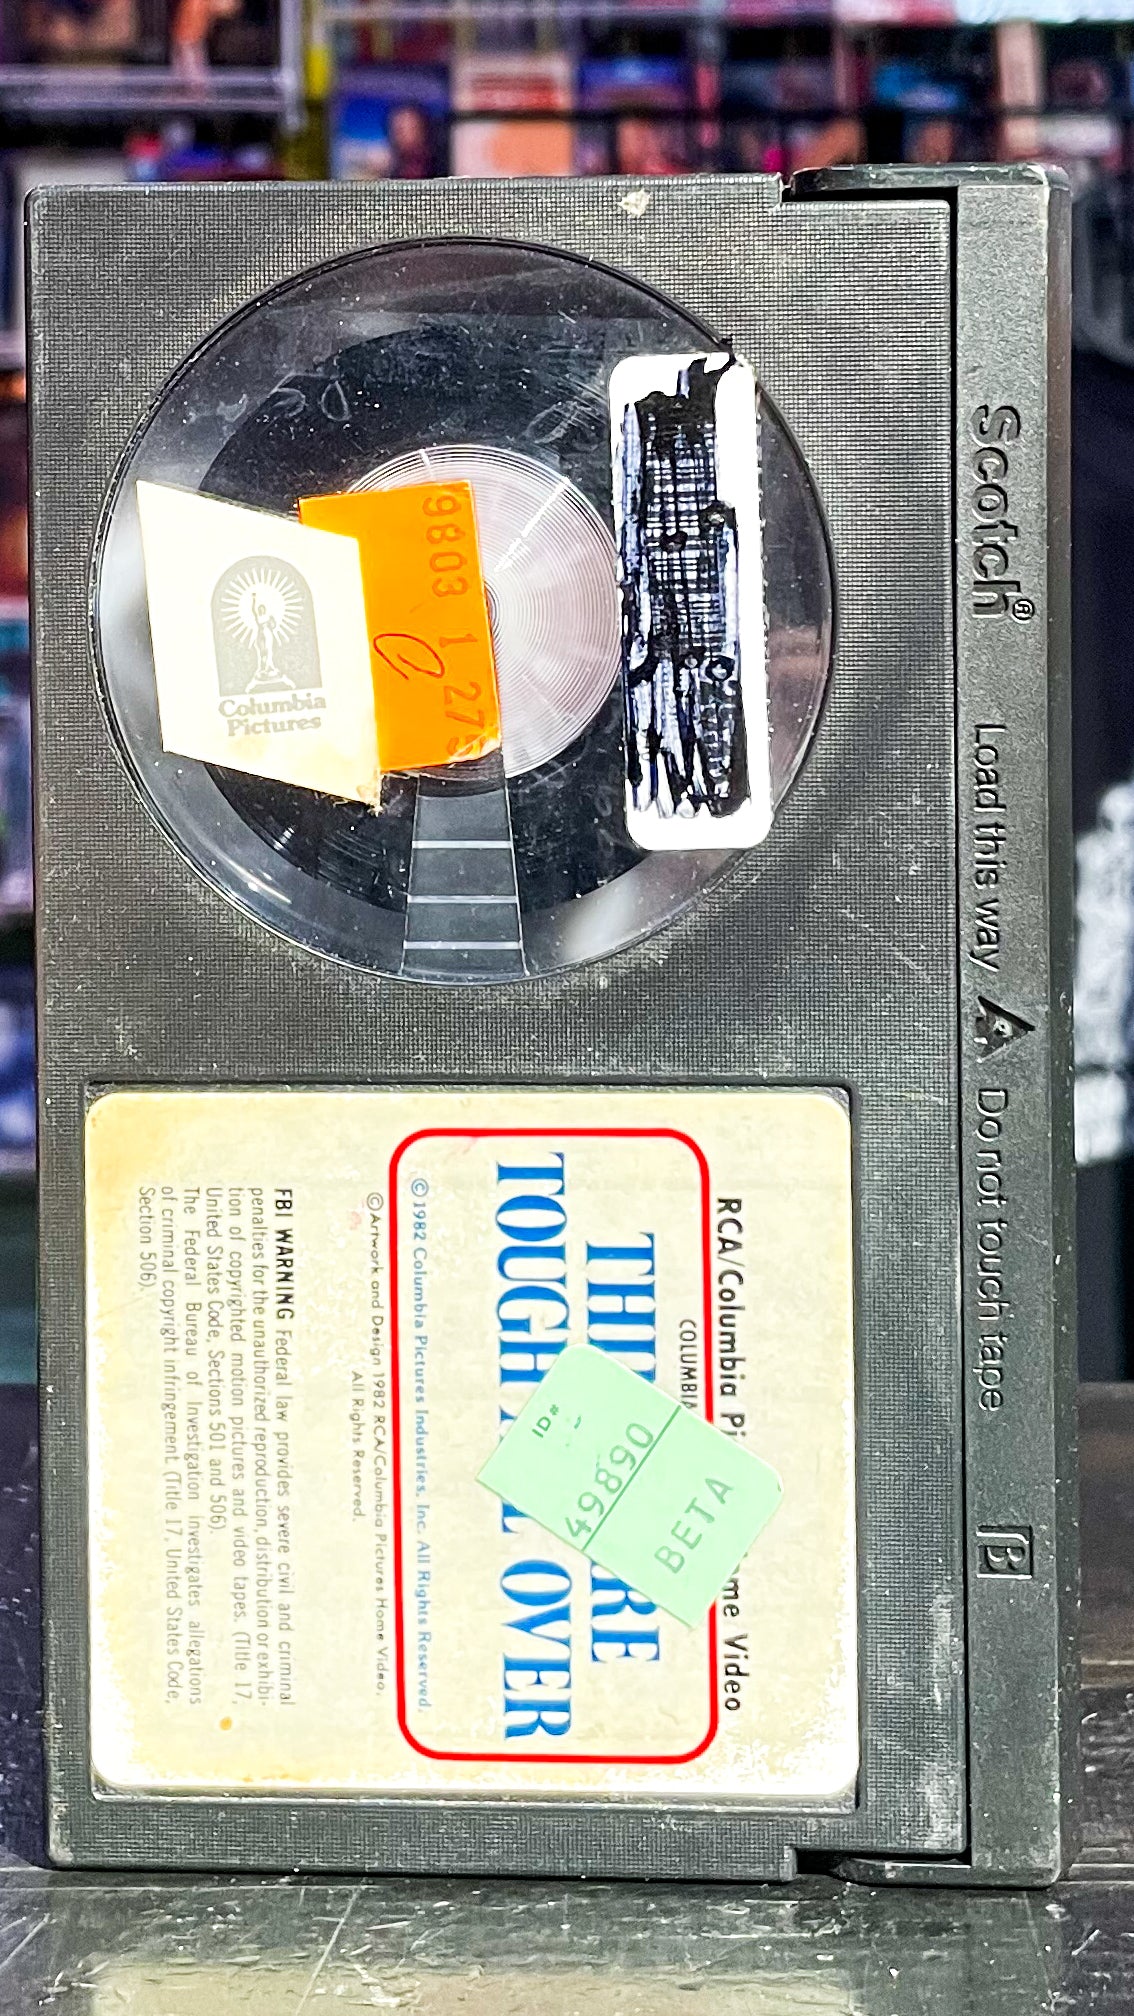 Scotch®
Load this way
Do not touch tape
B
RCA/Columbia Pi ome Video
COLUMBIA
RE
TOUGH OVER
© 1982 Columbia Pictures Industries, Inc. All Rights Reserved.
© Artwork and Design 1982 RCA/Columbia Pictures Home Video.
All Rights Reserved.
FBI WARNING Federal law provides severe civil and criminal
penalties for the unauthorized reproduction, distribution or exhibi-
tion of copyrighted motion pictures and video tapes. (Title 17,
United States Code, Sections 501 and 506).
The Federal Bureau of Investigation investigates allegations
of criminal copyright infringement. (Title 17, United States Code,
Section 506).
ID#
49890
BETA
9803 1 275
C
Columbia
Pictures